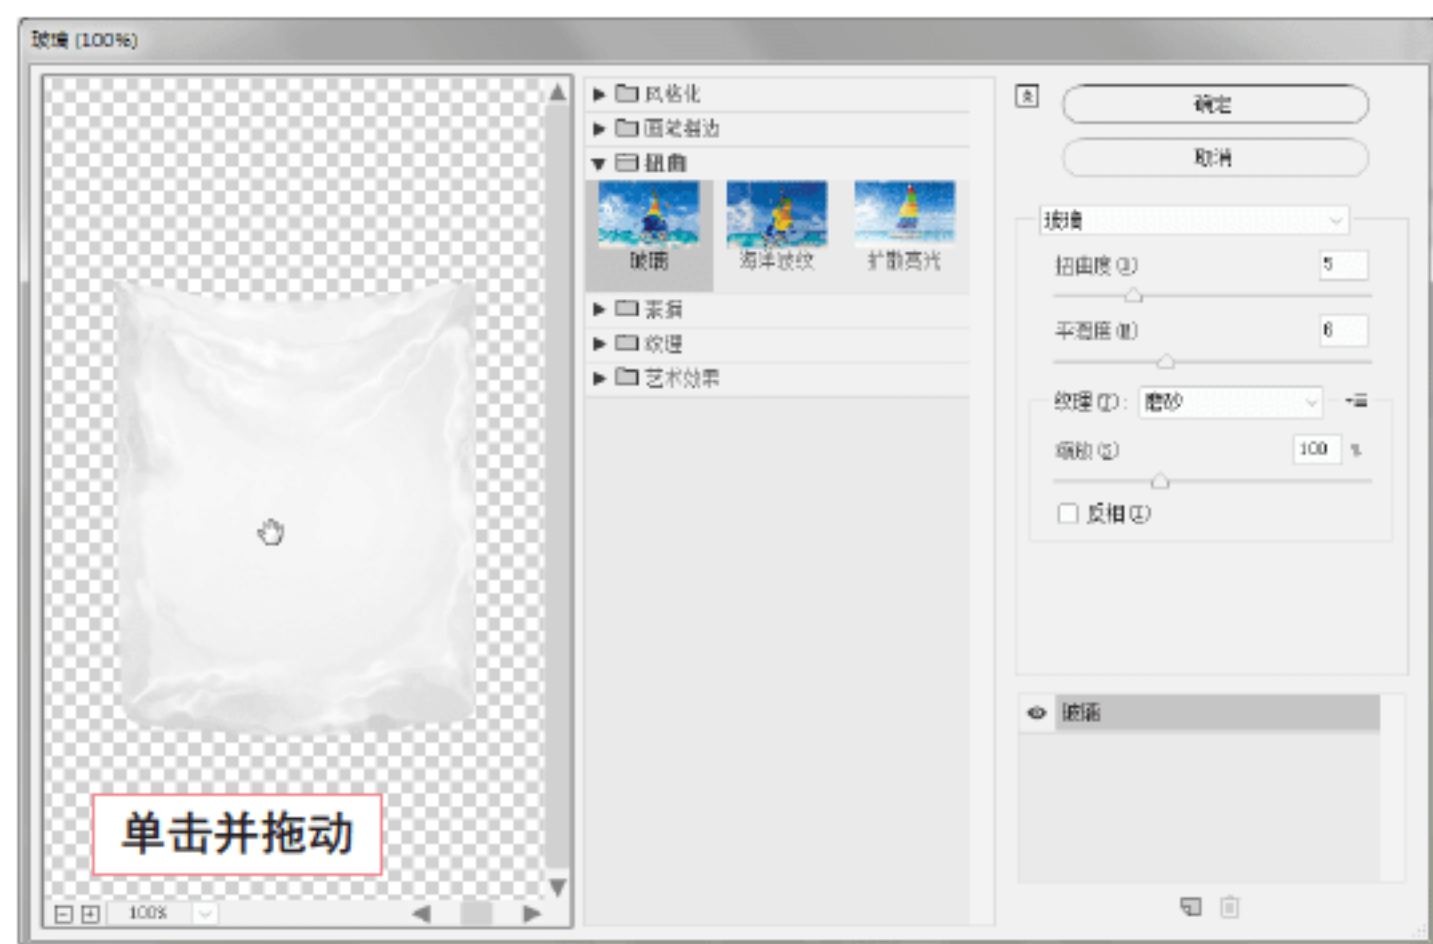 玻璃 (100%)
风格化
画笔描边
扭曲
玻璃
海洋波纹
扩散亮光
素描
纹理
艺术效果
单击并拖动
100%
确定
取消
玻璃
扭曲度(D) 5
平滑度(M) 6
纹理(T): 磨砂
缩放(S) 100 %
反相(I)
玻璃